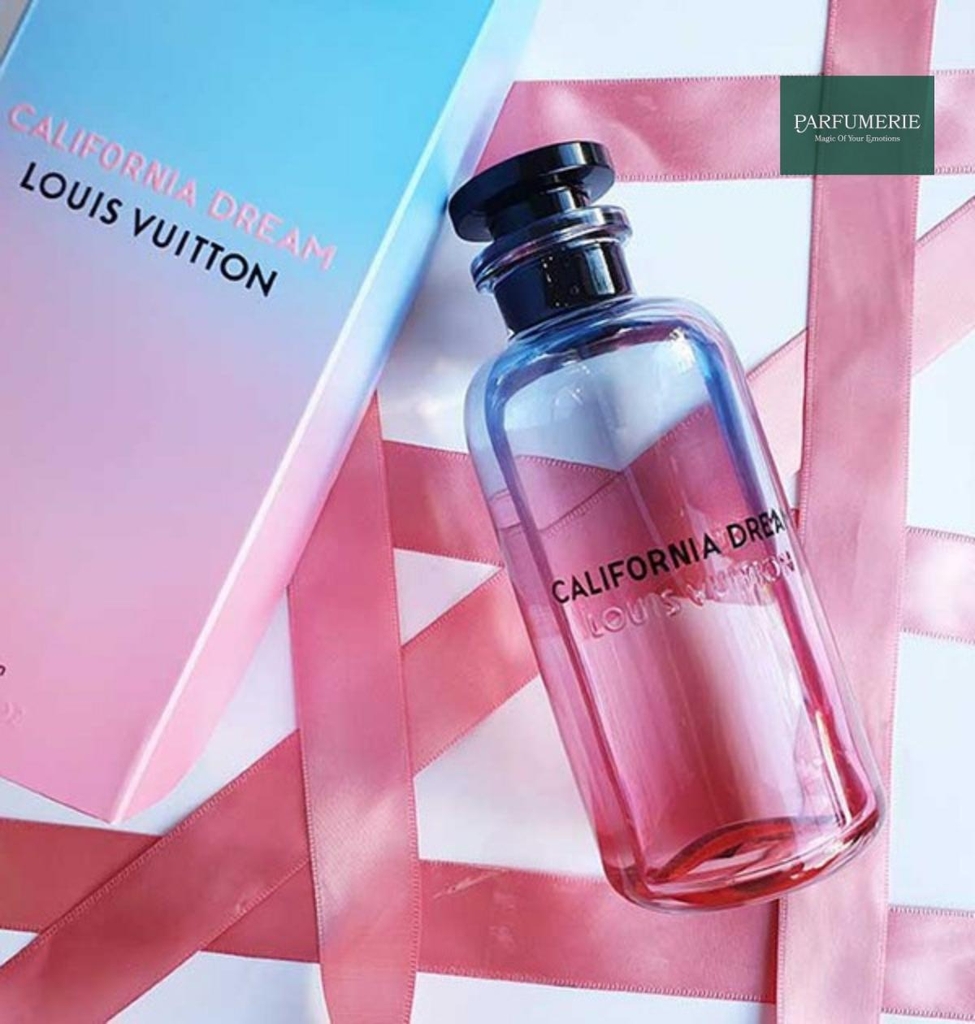 CALIFORNIA DREAM
LOUIS VUITTON
PARFUMERIE
Magic Of Your Emotions
CALIFORNIA DREAM
LOUIS VUITTON